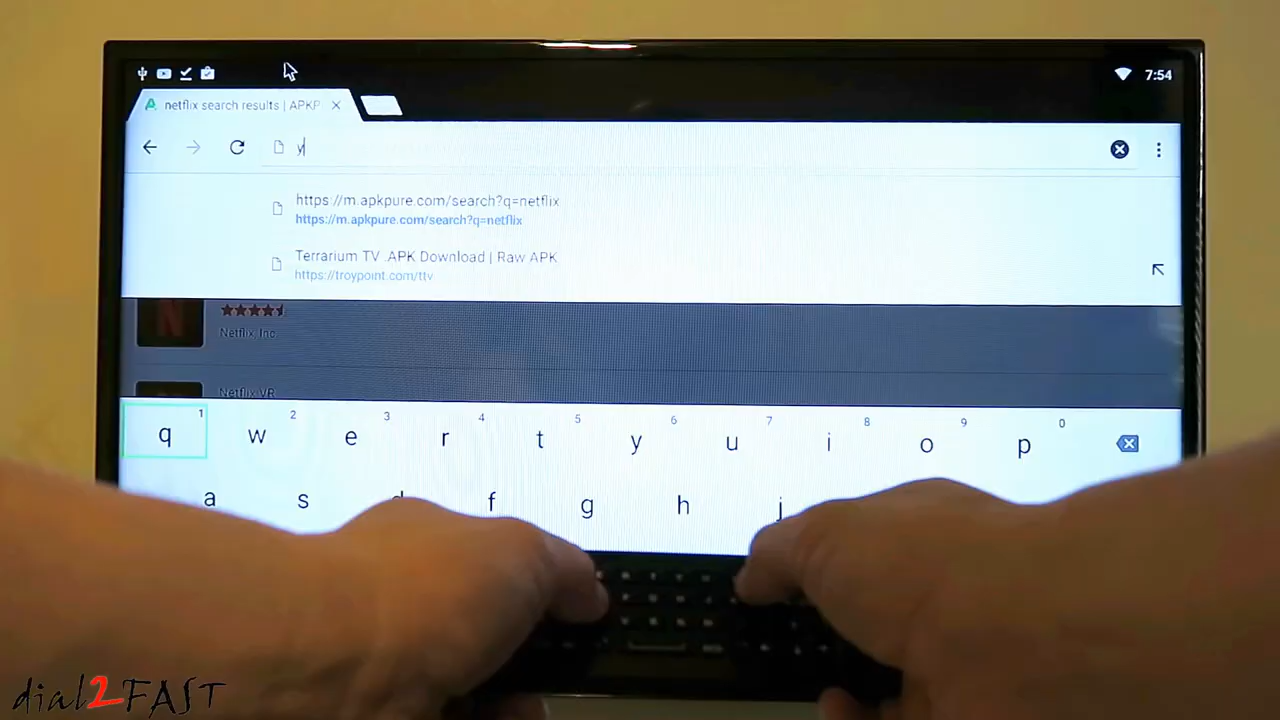 7:54
netflix search results | APKP
y
https://m.apkpure.com/search?q=netflix
https://m.apkpure.com/search?q=netflix
Terrarium TV .APK Download | Raw APK
https://troypoint.com/ttv
N
Netflix, Inc.
Netflix VR
1 2 3 4 5 6 7 8 9 0
q w e r t y u i o p
a s d f g h j
dial2FAST